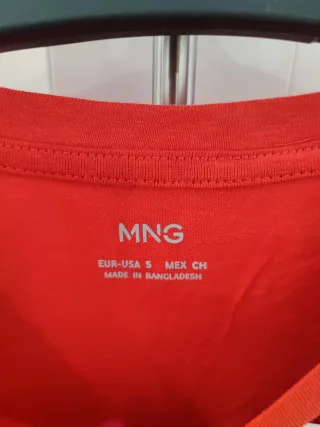 MNG
EUR-USA S MEX CH
MADE IN BANGLADESH